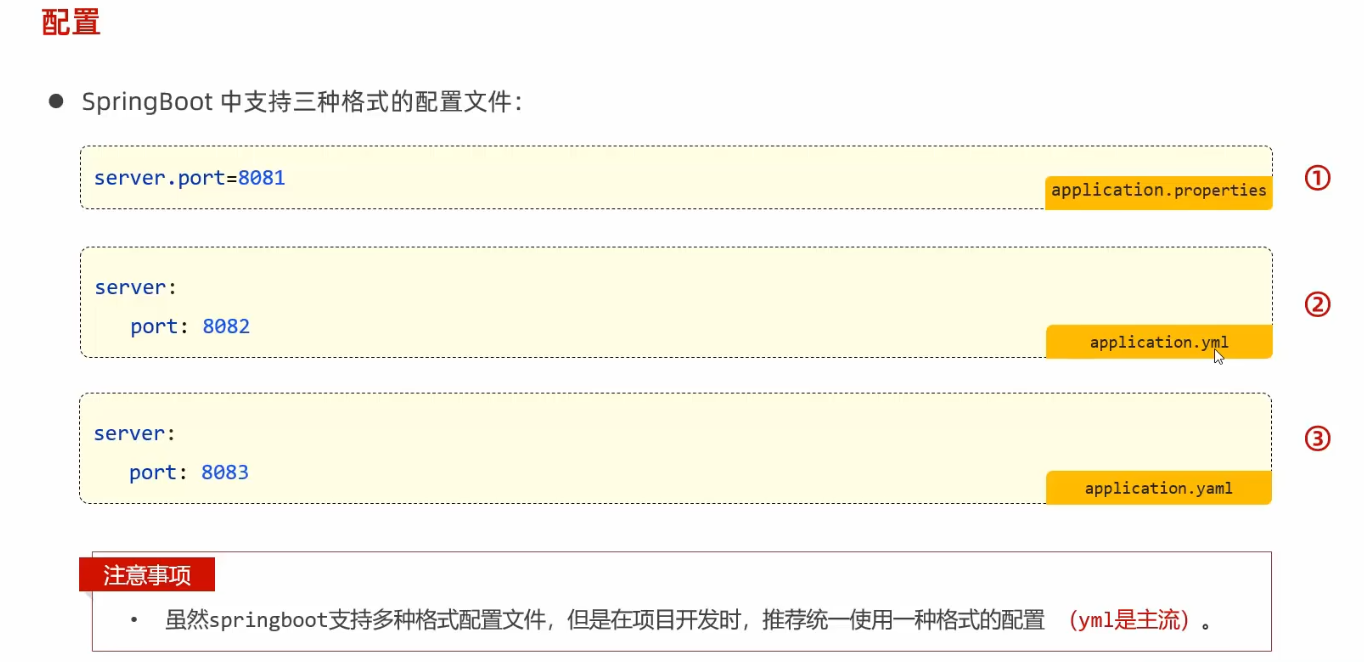 配置
● SpringBoot 中支持三种格式的配置文件：
server.port=8081
application.properties
①
server:
port: 8082
application.yml
②
server:
port: 8083
application.yaml
③
注意事项
• 虽然springboot支持多种格式配置文件，但是在项目开发时，推荐统一使用一种格式的配置 （yml是主流）。